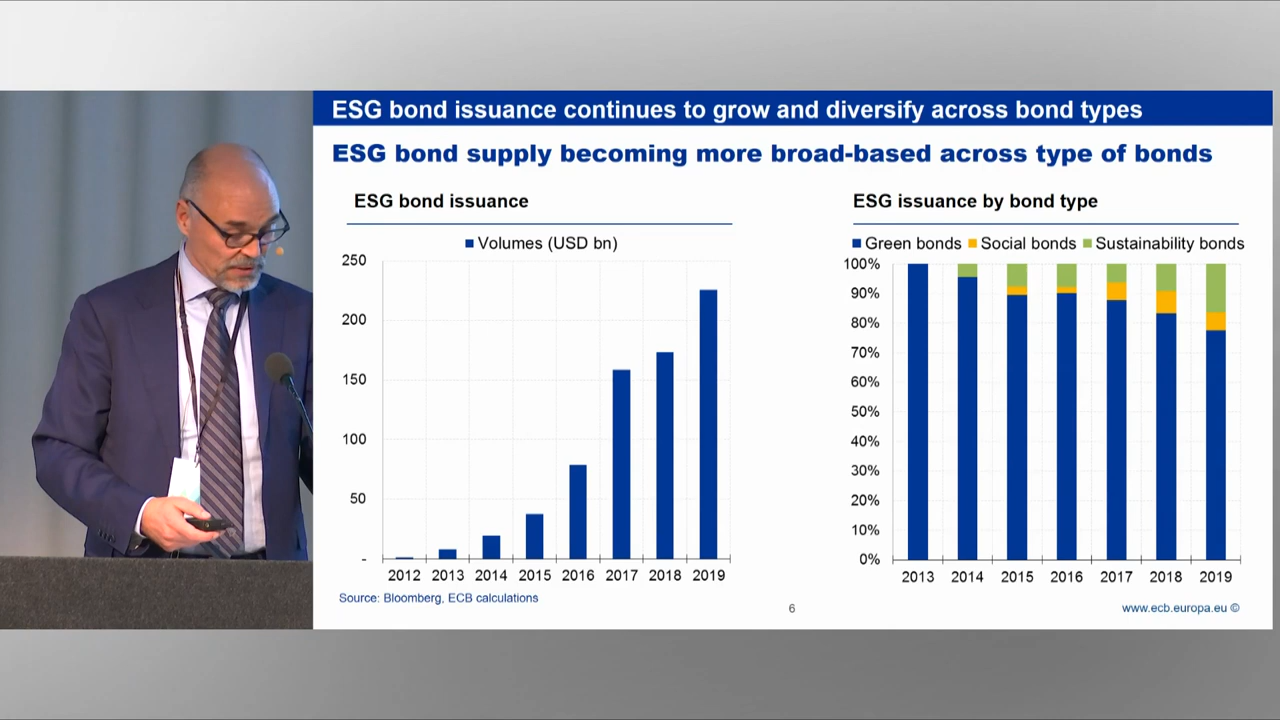 ESG bond issuance continues to grow and diversify across bond types
ESG bond supply becoming more broad-based across type of bonds
ESG bond issuance
Volumes (USD bn)
250
200
150
100
50
-
2012 2013 2014 2015 2016 2017 2018 2019
Source: Bloomberg, ECB calculations
ESG issuance by bond type
Green bonds Social bonds Sustainability bonds
100%
90%
80%
70%
60%
50%
40%
30%
20%
10%
0%
2013 2014 2015 2016 2017 2018 2019
6
www.ecb.europa.eu ©